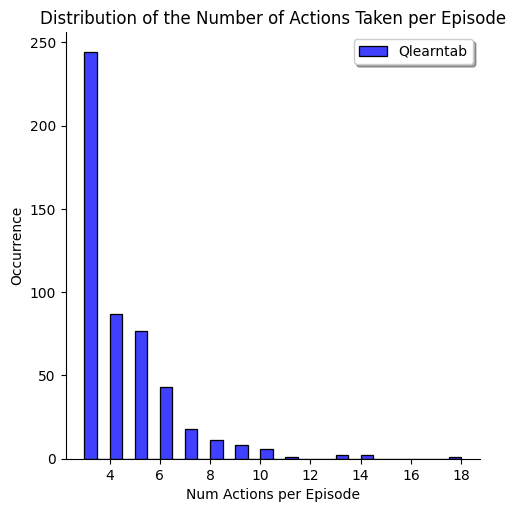 Distribution of the Number of Actions Taken per Episode
Qlearntab
Occurrence
250
200
150
100
50
0
4 6 8 10 12 14 16 18
Num Actions per Episode